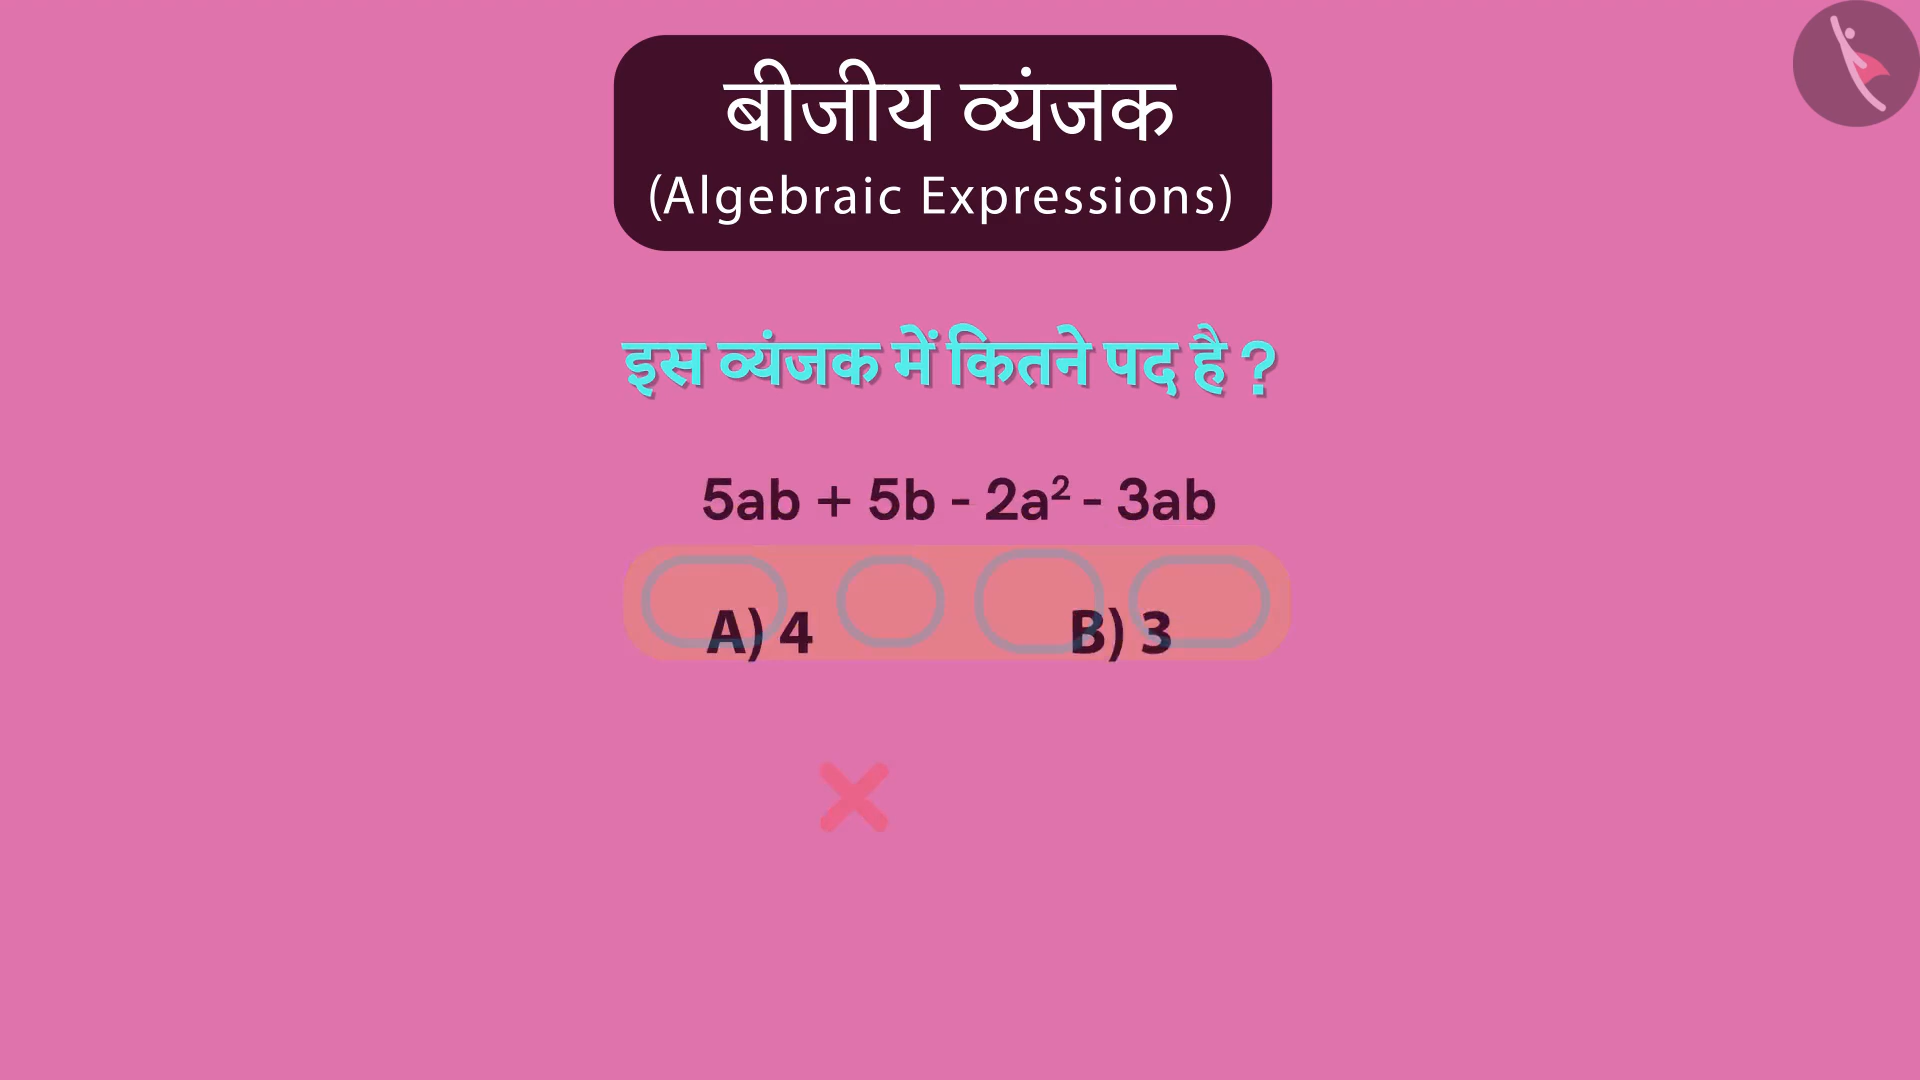 बीजीय व्यंजक
(Algebraic Expressions)
इस व्यंजक में कितने पद है ?
5ab + 5b - 2a² - 3ab
A) 4 B) 3